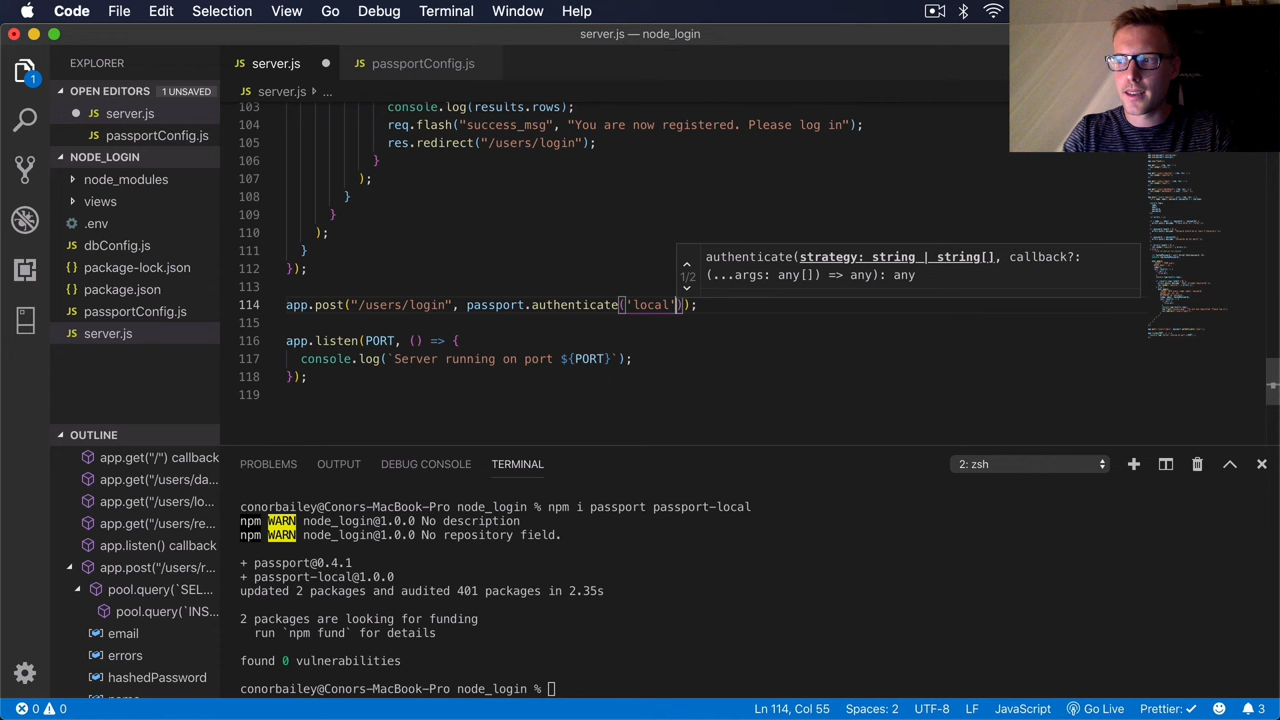 Code File Edit Selection View Go Debug Terminal Window Help
server.js — node_login
EXPLORER
OPEN EDITORS 1 UNSAVED
server.js
passportConfig.js
NODE_LOGIN
node_modules
views
.env
dbConfig.js
package-lock.json
package.json
passportConfig.js
server.js
OUTLINE
app.get("/") callback
app.get("/users/da...
app.get("/users/lo...
app.get("/users/re...
app.listen() callback
app.post("/users/r...
pool.query(`SEL...
pool.query(`INS...
email
errors
hashedPassword
1
server.js
passportConfig.js
server.js > ...
103 console.log(results.rows);
104 req.flash("success_msg", "You are now registered. Please log in");
105 res.redirect("/users/login");
106 }
107 );
108 }
109 }
110 );
111 }
112 });
113
114 app.post("/users/login", passport.authenticate('local'));
115
116 app.listen(PORT, () => {
117 console.log(`Server running on port ${PORT}`);
118 });
119
1/2
authenticate(strategy: string | string[], callback?:
(...args: any[]) => any): any
PROBLEMS OUTPUT DEBUG CONSOLE TERMINAL
2: zsh
conorbailey@Conors-MacBook-Pro node_login % npm i passport passport-local
npm WARN node_login@1.0.0 No description
npm WARN node_login@1.0.0 No repository field.
+ passport@0.4.1
+ passport-local@1.0.0
updated 2 packages and audited 401 packages in 2.35s
2 packages are looking for funding
run `npm fund` for details
found 0 vulnerabilities
conorbailey@Conors-MacBook-Pro node_login %
0 0
Ln 114, Col 55 Spaces: 2 UTF-8 LF JavaScript Go Live Prettier: 3